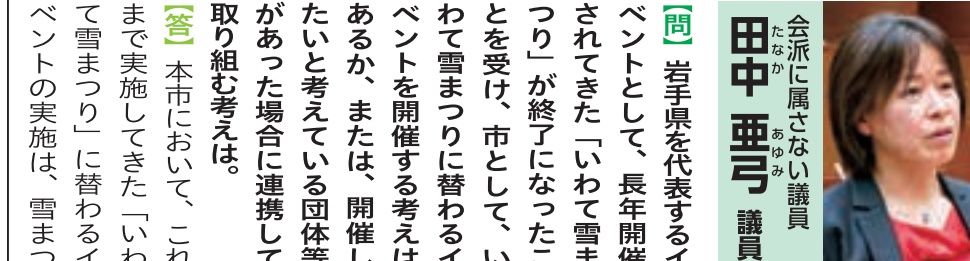 会派に属さない議員
田中 亜弓 議員
たなか あゆみ
【問】 岩手県を代表するイ
ベントとして、長年開催
されてきた「いわて雪ま
つり」が終了になったこ
とを受け、市として、い
わて雪まつりに替わるイ
ベントを開催する考えは
あるか、または、開催し
たいと考えている団体等
があった場合に連携して
取り組む考えは。
【答】 本市において、これ
まで実施してきた「いわ
て雪まつり」に替わるイ
ベントの実施は、雪まつ